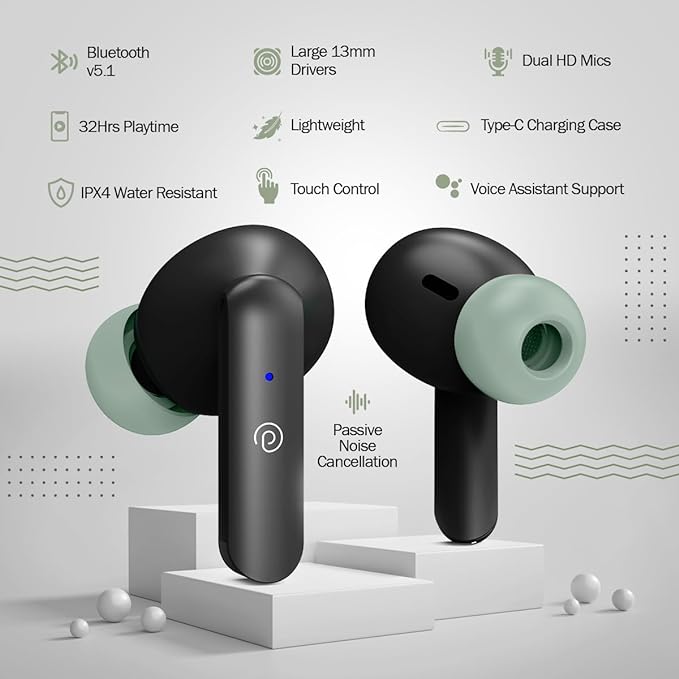 Bluetooth
v5.1
Large 13mm
Drivers
Dual HD Mics
32Hrs Playtime
Lightweight
Type-C Charging Case
IPX4 Water Resistant
Touch Control
Voice Assistant Support
Passive
Noise
Cancellation